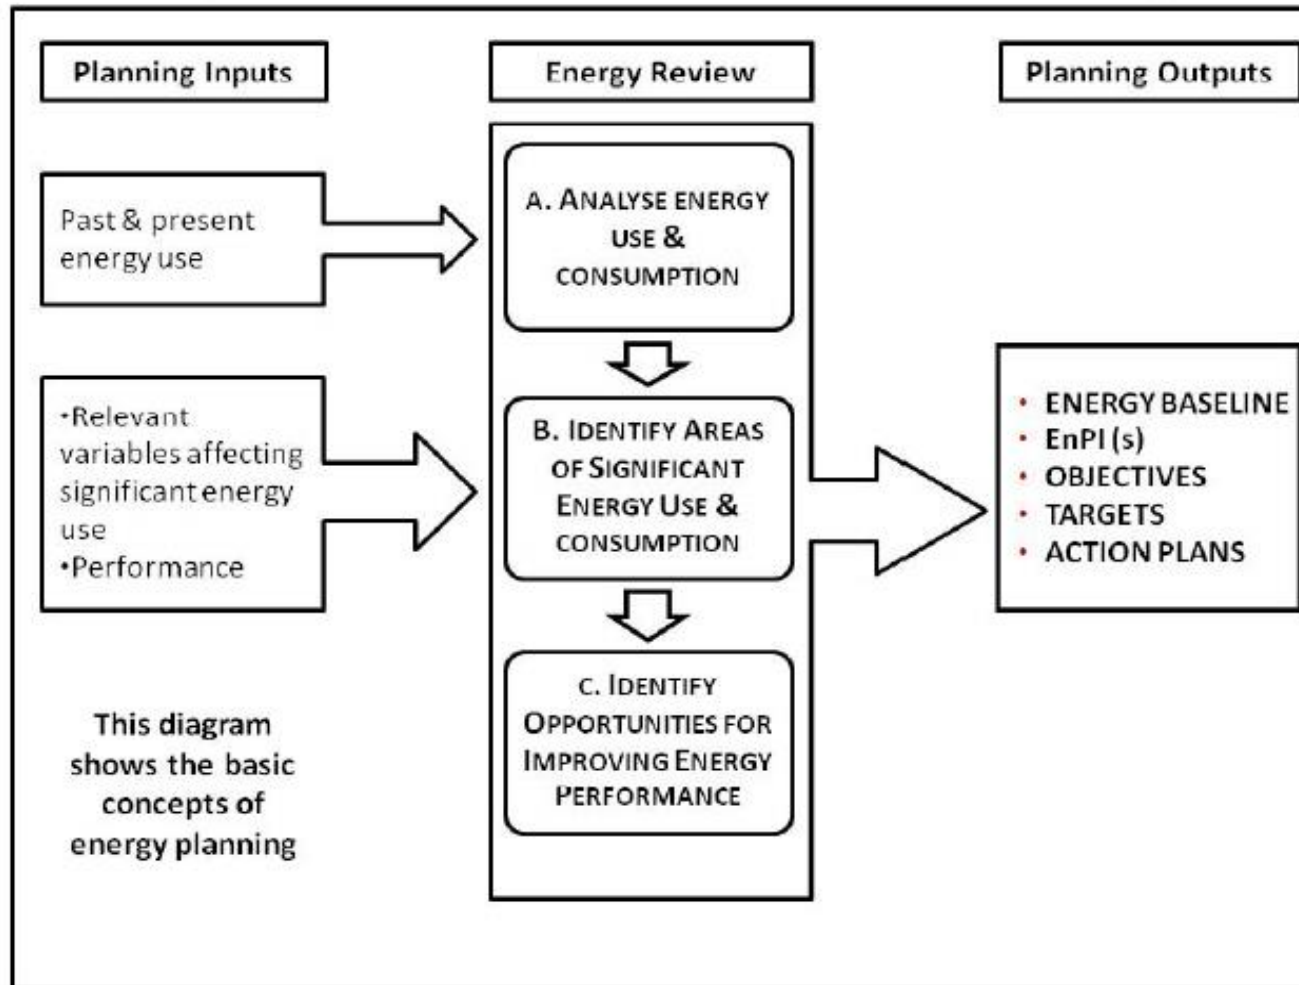 Planning Inputs
Energy Review
Planning Outputs
Past & present
energy use
•Relevant
variables affecting
significant energy
use
•Performance
This diagram
shows the basic
concepts of
energy planning
A. ANALYSE ENERGY
USE &
CONSUMPTION
B. IDENTIFY AREAS
OF SIGNIFICANT
ENERGY USE &
CONSUMPTION
C. IDENTIFY
OPPORTUNITIES FOR
IMPROVING ENERGY
PERFORMANCE
• ENERGY BASELINE
• EnPI (s)
• OBJECTIVES
• TARGETS
• ACTION PLANS